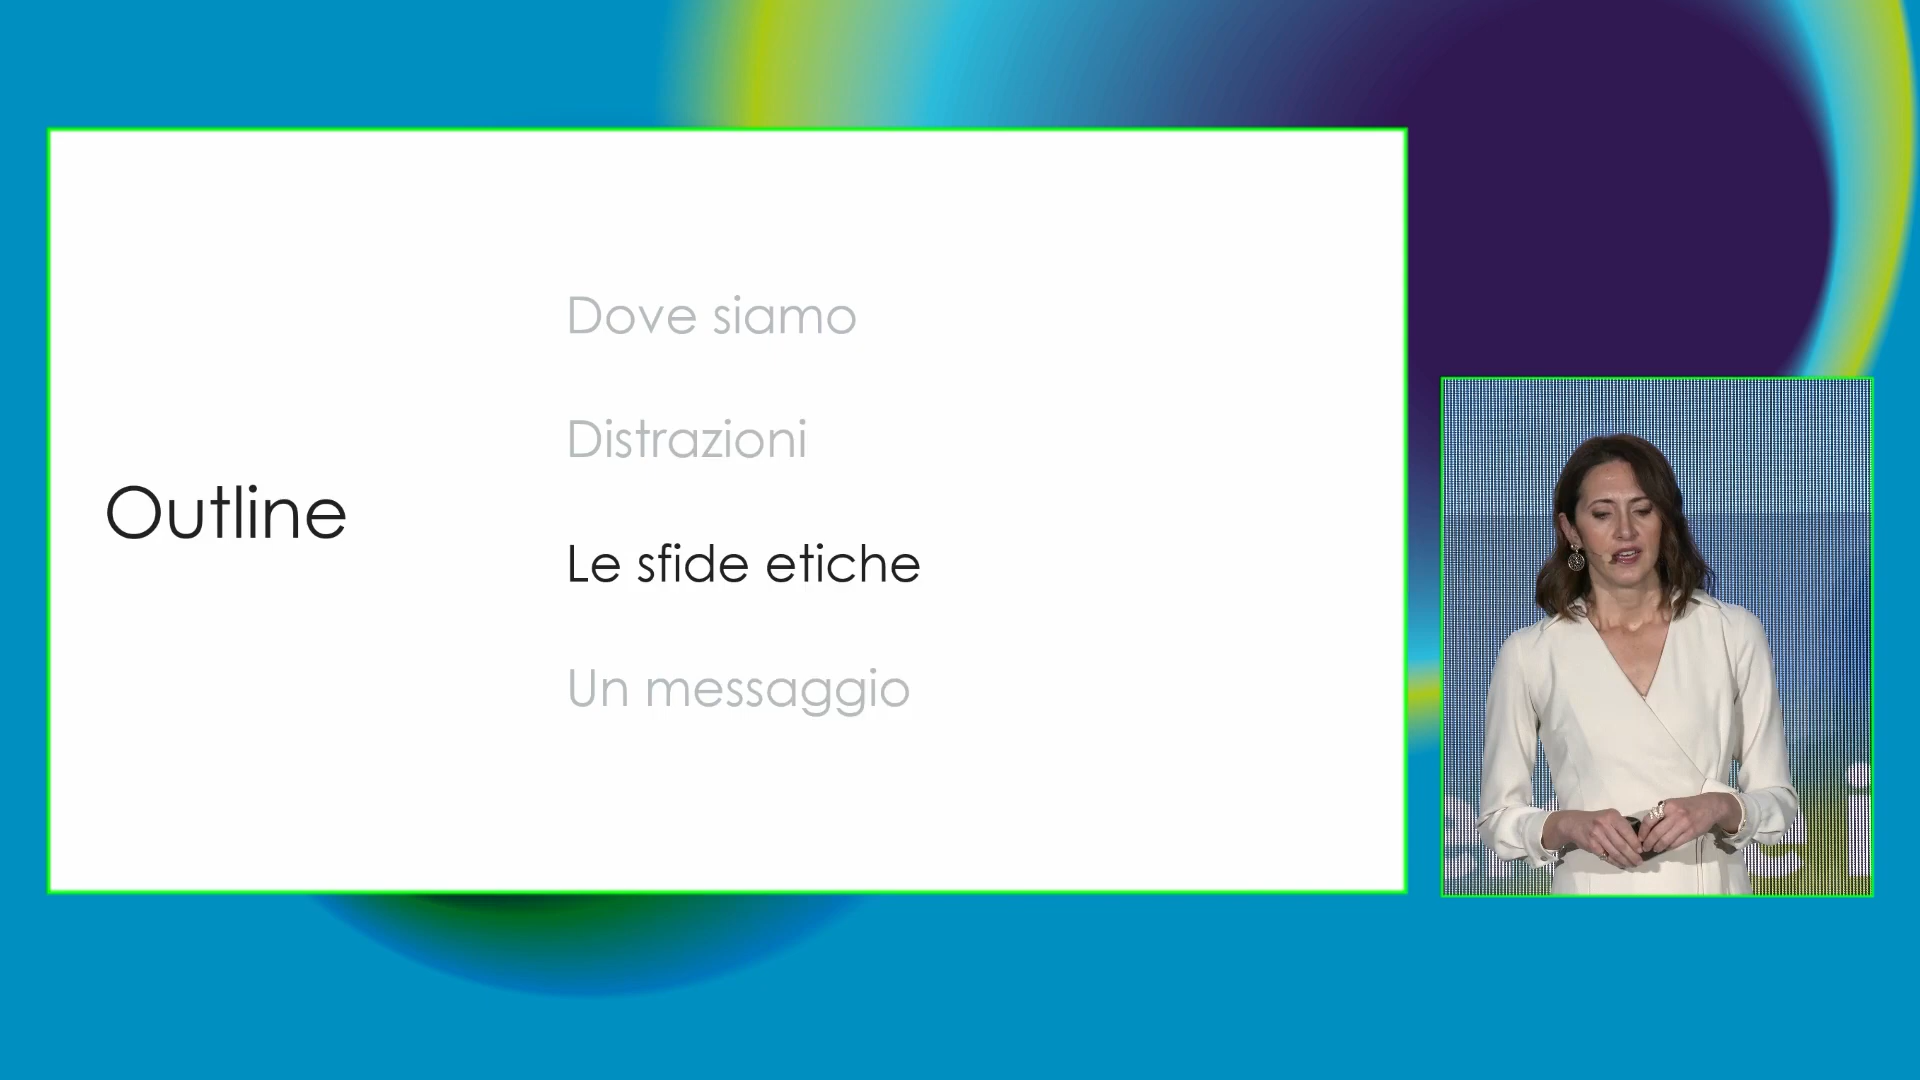 Outline
Dove siamo
Distrazioni
Le sfide etiche
Un messaggio